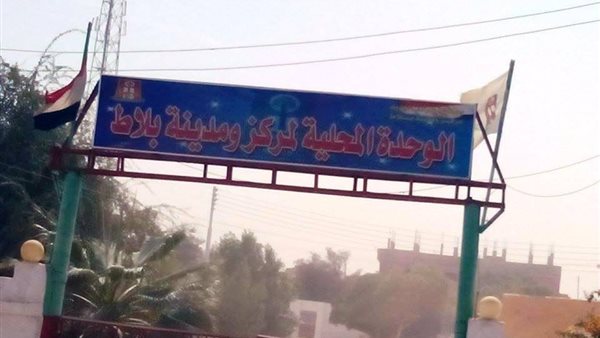 الوحدة المحلية لمركز ومدينة بلاط